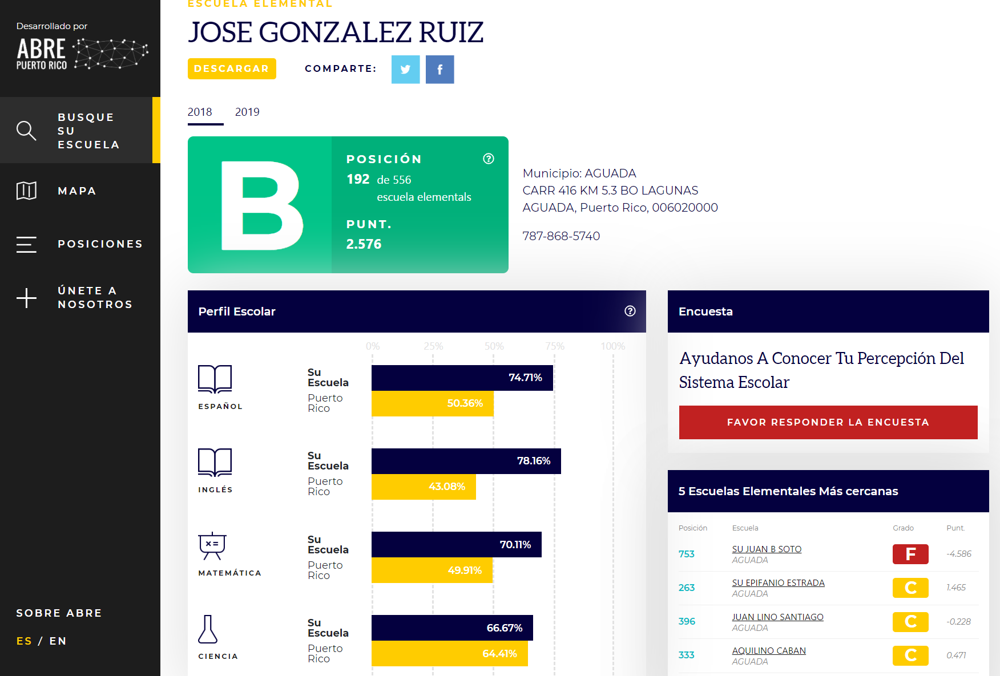 Desarrollado por
ABRE
PUERTO RICO
BUSQUE
SU
ESCUELA
MAPA
POSICIONES
ÚNETE A
NOSOTROS
SOBRE ABRE
ES / EN
ESCUELA ELEMENTAL
JOSE GONZALEZ RUIZ
DESCARGAR
COMPARTE:
2018 2019
B
POSICIÓN
192 de 556
escuela elementals
PUNT.
2.576
Municipio: AGUADA
CARR 416 KM 5.3 BO LAGUNAS
AGUADA, Puerto Rico, 006020000
787-868-5740
Perfil Escolar
0% 25% 50% 75% 100%
ESPAÑOL
Su
Escuela
74.71%
Puerto
Rico
50.36%
INGLÉS
Su
Escuela
78.16%
Puerto
Rico
43.08%
MATEMÁTICA
Su
Escuela
70.11%
Puerto
Rico
49.91%
CIENCIA
Su
Escuela
66.67%
Puerto
Rico
64.41%
Encuesta
Ayudanos A Conocer Tu Percepción Del
Sistema Escolar
FAVOR RESPONDER LA ENCUESTA
5 Escuelas Elementales Más cercanas
Posición Escuela Grado Punt.
753 SU JUAN B SOTO F -4.586
AGUADA
263 SU EPIFANIO ESTRADA C 1.465
AGUADA
396 JUAN LINO SANTIAGO C -0.228
AGUADA
333 AQUILINO CABAN C 0.471
AGUADA